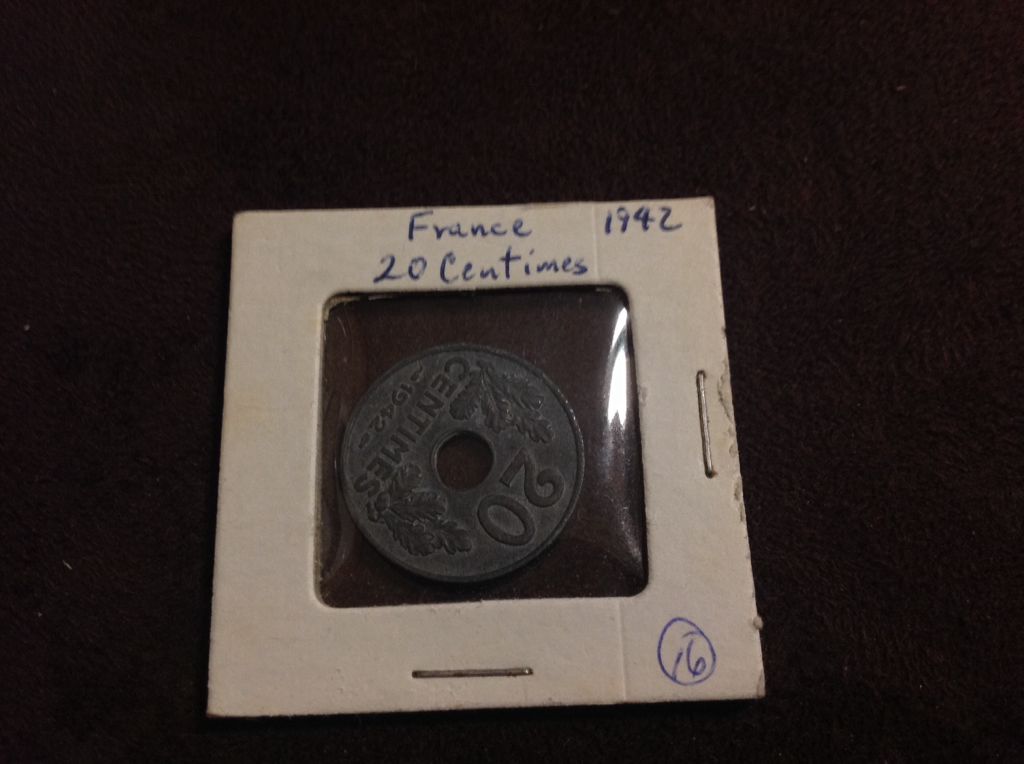 France 1942
20 Centimes
20
CENTIMES
-1942-
16